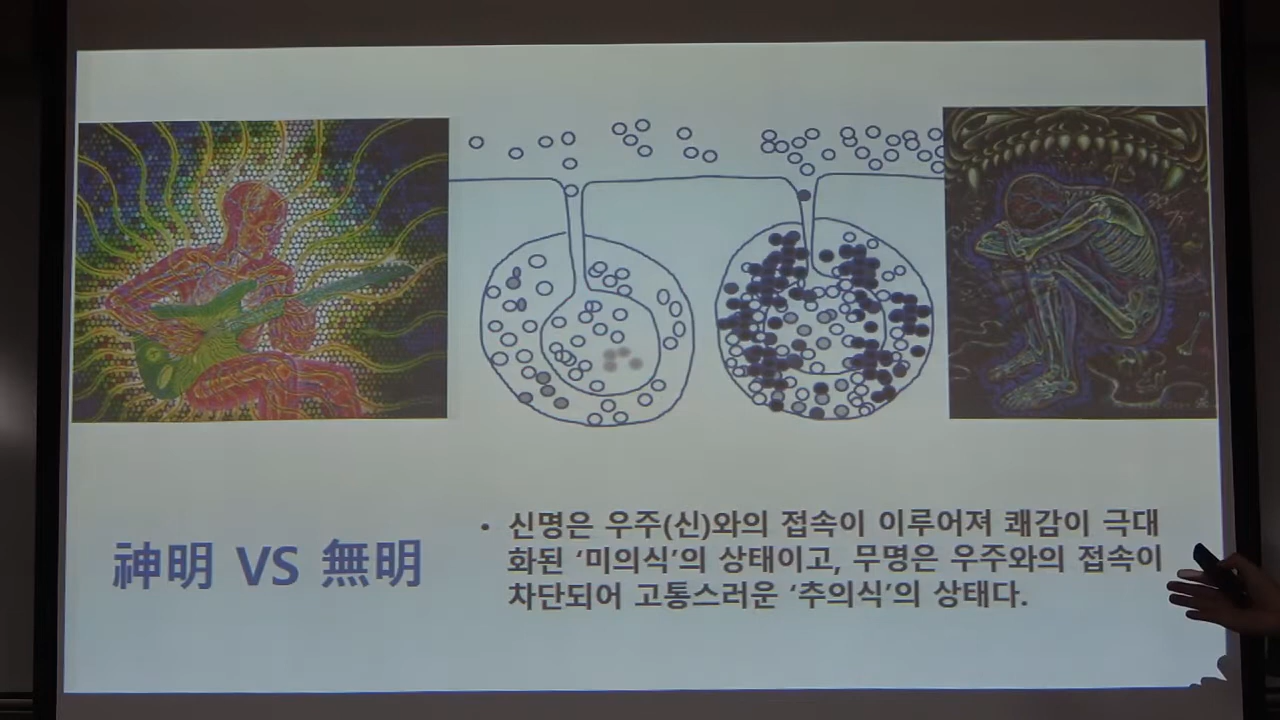 神明 VS 無明
• 신명은 우주(신)와의 접속이 이루어져 쾌감이 극대
화된 ‘미의식’의 상태이고, 무명은 우주와의 접속이
차단되어 고통스러운 ‘추의식’의 상태다.